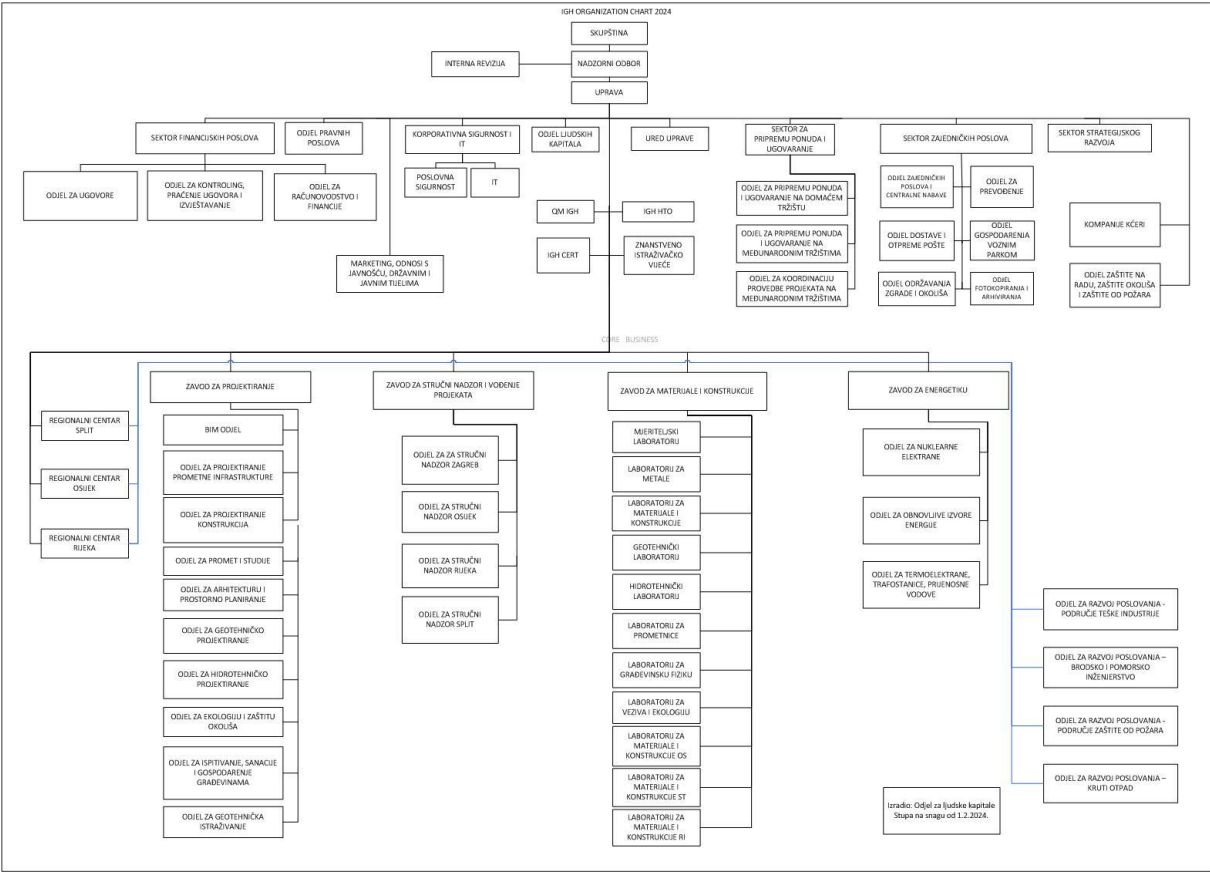 IGH ORGANIZATION CHART 2024
SKUPŠTINA
INTERNA REVIZIJA
NADZORNI ODBOR
UPRAVA
SEKTOR FINANCIJSKIH POSLOVA
ODJEL PRAVNIH
POSLOVA
KORPORATIVNA SIGURNOST I
IT
ODJEL LJUDSKIH
KAPITALA
URED UPRAVE
SEKTOR ZA
PRIPREMU PONUDA I
UGOVARANJE
SEKTOR ZAJEDNIČKIH POSLOVA
SEKTOR STRATEGIJSKOG
RAZVOJA
ODJEL ZA UGOVORE
ODJEL ZA KONTROLING,
PRAĆENJE UGOVORA I
IZVJEŠTAVANJE
ODJEL ZA
RAČUNOVODSTVO I
FINANCIJE
POSLOVNA
SIGURNOST
IT
MARKETING, ODNOSI S
JAVNOŠĆU, DRŽAVNIM I
JAVNIM TIJELIMA
QM IGH
IGH HTO
IGH CERT
ZNANSTVENO
ISTRAŽIVAČKO
VIJEĆE
ODJEL ZA PRIPREMU PONUDA
I UGOVARANJE NA DOMAĆEM
TRŽIŠTU
ODJEL ZA PRIPREMU PONUDA
I UGOVARANJE NA
MEĐUNARODNIM TRŽIŠTIMA
ODJEL ZA KOORDINACIJU
PROVEDBE PROJEKATA NA
MEĐUNARODNIM TRŽIŠTIMA
ODJEL ZAJEDNIČKIH
POSLOVA I
CENTRALNE NABAVE
ODJEL ZA
PREVOĐENJE
ODJEL DOSTAVE I
OTPREME POŠTE
ODJEL
GOSPODARENJA
VOZNIM
PARKOM
ODJEL ODRŽAVANJA
ZGRADE I OKOLIŠA
ODJEL
FOTOKOPIRANJA I
ARHIVIRANJA
KOMPANIJE KĆERI
ODJEL ZAŠTITE NA
RADU, ZAŠTITE OKOLIŠA
I ZAŠTITE OD POŽARA
CORE BUSINESS
REGIONALNI CENTAR
SPLIT
REGIONALNI CENTAR
OSIJEK
REGIONALNI CENTAR
RIJEKA
ZAVOD ZA PROJEKTIRANJE
BIM ODJEL
ODJEL ZA PROJEKTIRANJE
PROMETNE INFRASTRUKTURE
ODJEL ZA PROJEKTIRANJE
KONSTRUKCIJA
ODJEL ZA PROMET I STUDIJE
ODJEL ZA ARHITEKTURU I
PROSTORNO PLANIRANJE
ODJEL ZA GEOTEHNIČKO
PROJEKTIRANJE
ODJEL ZA HIDROTEHNIČKO
PROJEKTIRANJE
ODJEL ZA EKOLOGIJU I ZAŠTITU
OKOLIŠA
ODJEL ZA ISPITIVANJE, SANACIJE
I GOSPODARENJE
GRAĐEVINAMA
ODJEL ZA GEOTEHNIČKA
ISTRAŽIVANJE
ZAVOD ZA STRUČNI NADZOR I VOĐENJE
PROJEKATA
ODJEL ZA ZA STRUČNI
NADZOR ZAGREB
ODJEL ZA STRUČNI
NADZOR OSIJEK
ODJEL ZA STRUČNI
NADZOR RIJEKA
ODJEL ZA STRUČNI
NADZOR SPLIT
ZAVOD ZA MATERIJALE I KONSTRUKCIJE
MJERITELJSKI
LABORATORIJ
LABORATORIJ ZA
METALE
LABORATORIJ ZA
MATERIJALE I
KONSTRUKCIJE
GEOTEHNIČKI
LABORATORIJ
HIDROTEHNIČKI
LABORATORIJ
LABORATORIJ ZA
PROMETNICE
LABORATORIJ ZA
GRAĐEVINSKU FIZIKU
LABORATORIJ ZA
VEZIVA I EKOLOGIJU
LABORATORIJ ZA
MATERIJALE I
KONSTRUKCIJE OS
LABORATORIJ ZA
MATERIJALE I
KONSTRUKCIJE ST
LABORATORIJ ZA
MATERIJALE I
KONSTRUKCIJE RI
ZAVOD ZA ENERGETIKU
ODJEL ZA NUKLEARNE
ELEKTRANE
ODJEL ZA OBNOVLJIVE IZVORE
ENERGIJE
ODJEL ZA TERMOELEKTRANE,
TRAFOSTANICE, PRIJENOSNE
VODOVE
ODJEL ZA RAZVOJ POSLOVANJA -
PODRUČJE TEŠKE INDUSTRIJE
ODJEL ZA RAZVOJ POSLOVANJA –
BRODSKO I POMORSKO
INŽENJERSTVO
ODJEL ZA RAZVOJ POSLOVANJA -
PODRUČJE ZAŠTITE OD POŽARA
ODJEL ZA RAZVOJ POSLOVANJA –
KRUTI OTPAD
Izradio: Odjel za ljudske kapitale
Stupa na snagu od 1.2.2024.